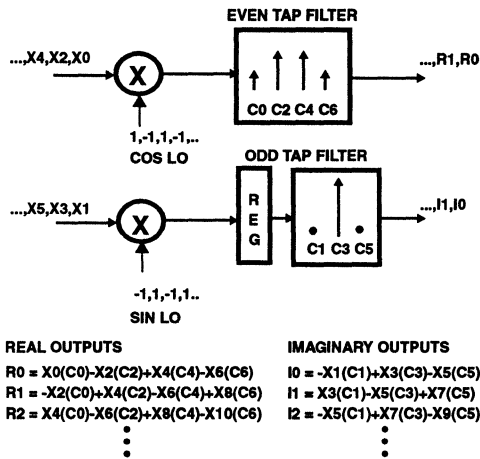 EVEN TAP FILTER
...,X4,X2,X0
X
C0 C2 C4 C6
...,R1,R0
1,-1,1,-1,..
COS LO
ODD TAP FILTER
...,X5,X3,X1
X
REG
C1 C3 C5
...,I1,I0
-1,1,-1,1..
SIN LO
REAL OUTPUTS
R0 = X0(C0)-X2(C2)+X4(C4)-X6(C6)
R1 = -X2(C0)+X4(C2)-X6(C4)+X8(C6)
R2 = X4(C0)-X6(C2)+X8(C4)-X10(C6)
IMAGINARY OUTPUTS
I0 = -X1(C1)+X3(C3)-X5(C5)
I1 = X3(C1)-X5(C3)+X7(C5)
I2 = -X5(C1)+X7(C3)-X9(C5)